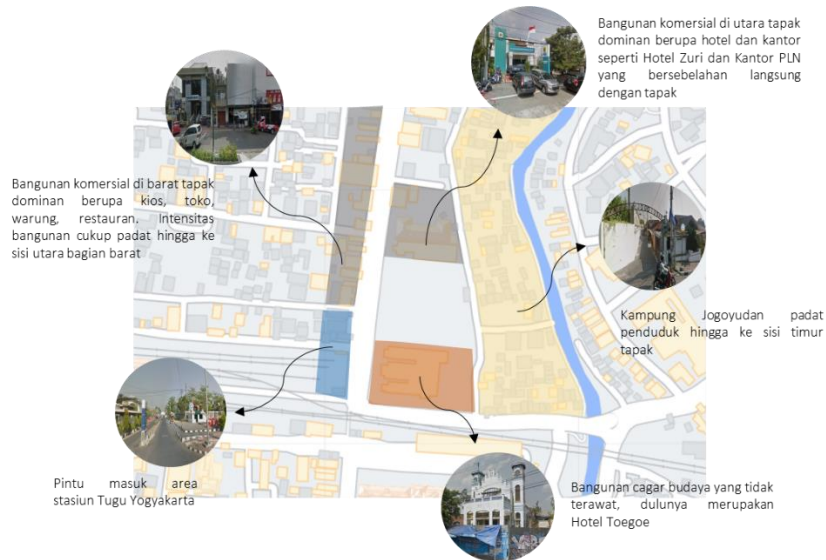 Bangunan komersial di utara tapak
dominan berupa hotel dan kantor
seperti Hotel Zuri dan Kantor PLN
yang bersebelahan langsung
dengan tapak
Bangunan komersial di barat tapak
dominan berupa kios, toko,
warung, restauran. Intensitas
bangunan cukup padat hingga ke
sisi utara bagian barat
Kampung Jogoyudan padat
penduduk hingga ke sisi timur
tapak
Pintu masuk area
stasiun Tugu Yogyakarta
Bangunan cagar budaya yang tidak
terawat, dulunya merupakan
Hotel Toegoe